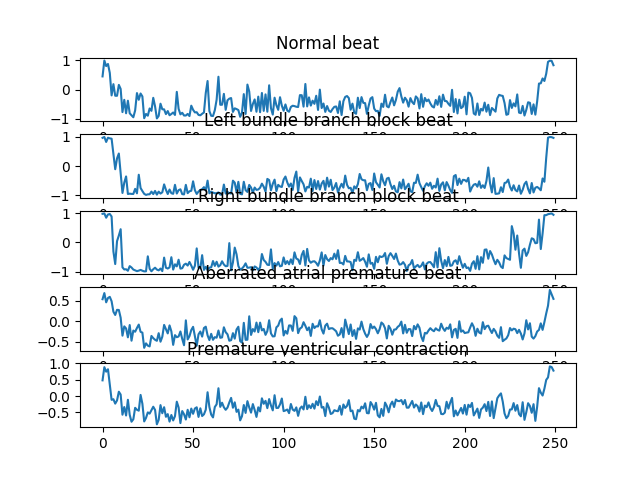 Normal beat
1
0
−1
Left bundle branch block beat
1
0
−1
Right bundle branch block beat
1
0
−1
Aberrated atrial premature beat
0.5
0.0
−0.5
Premature ventricular contraction
1.0
0.5
0.0
−0.5
0 50 100 150 200 250